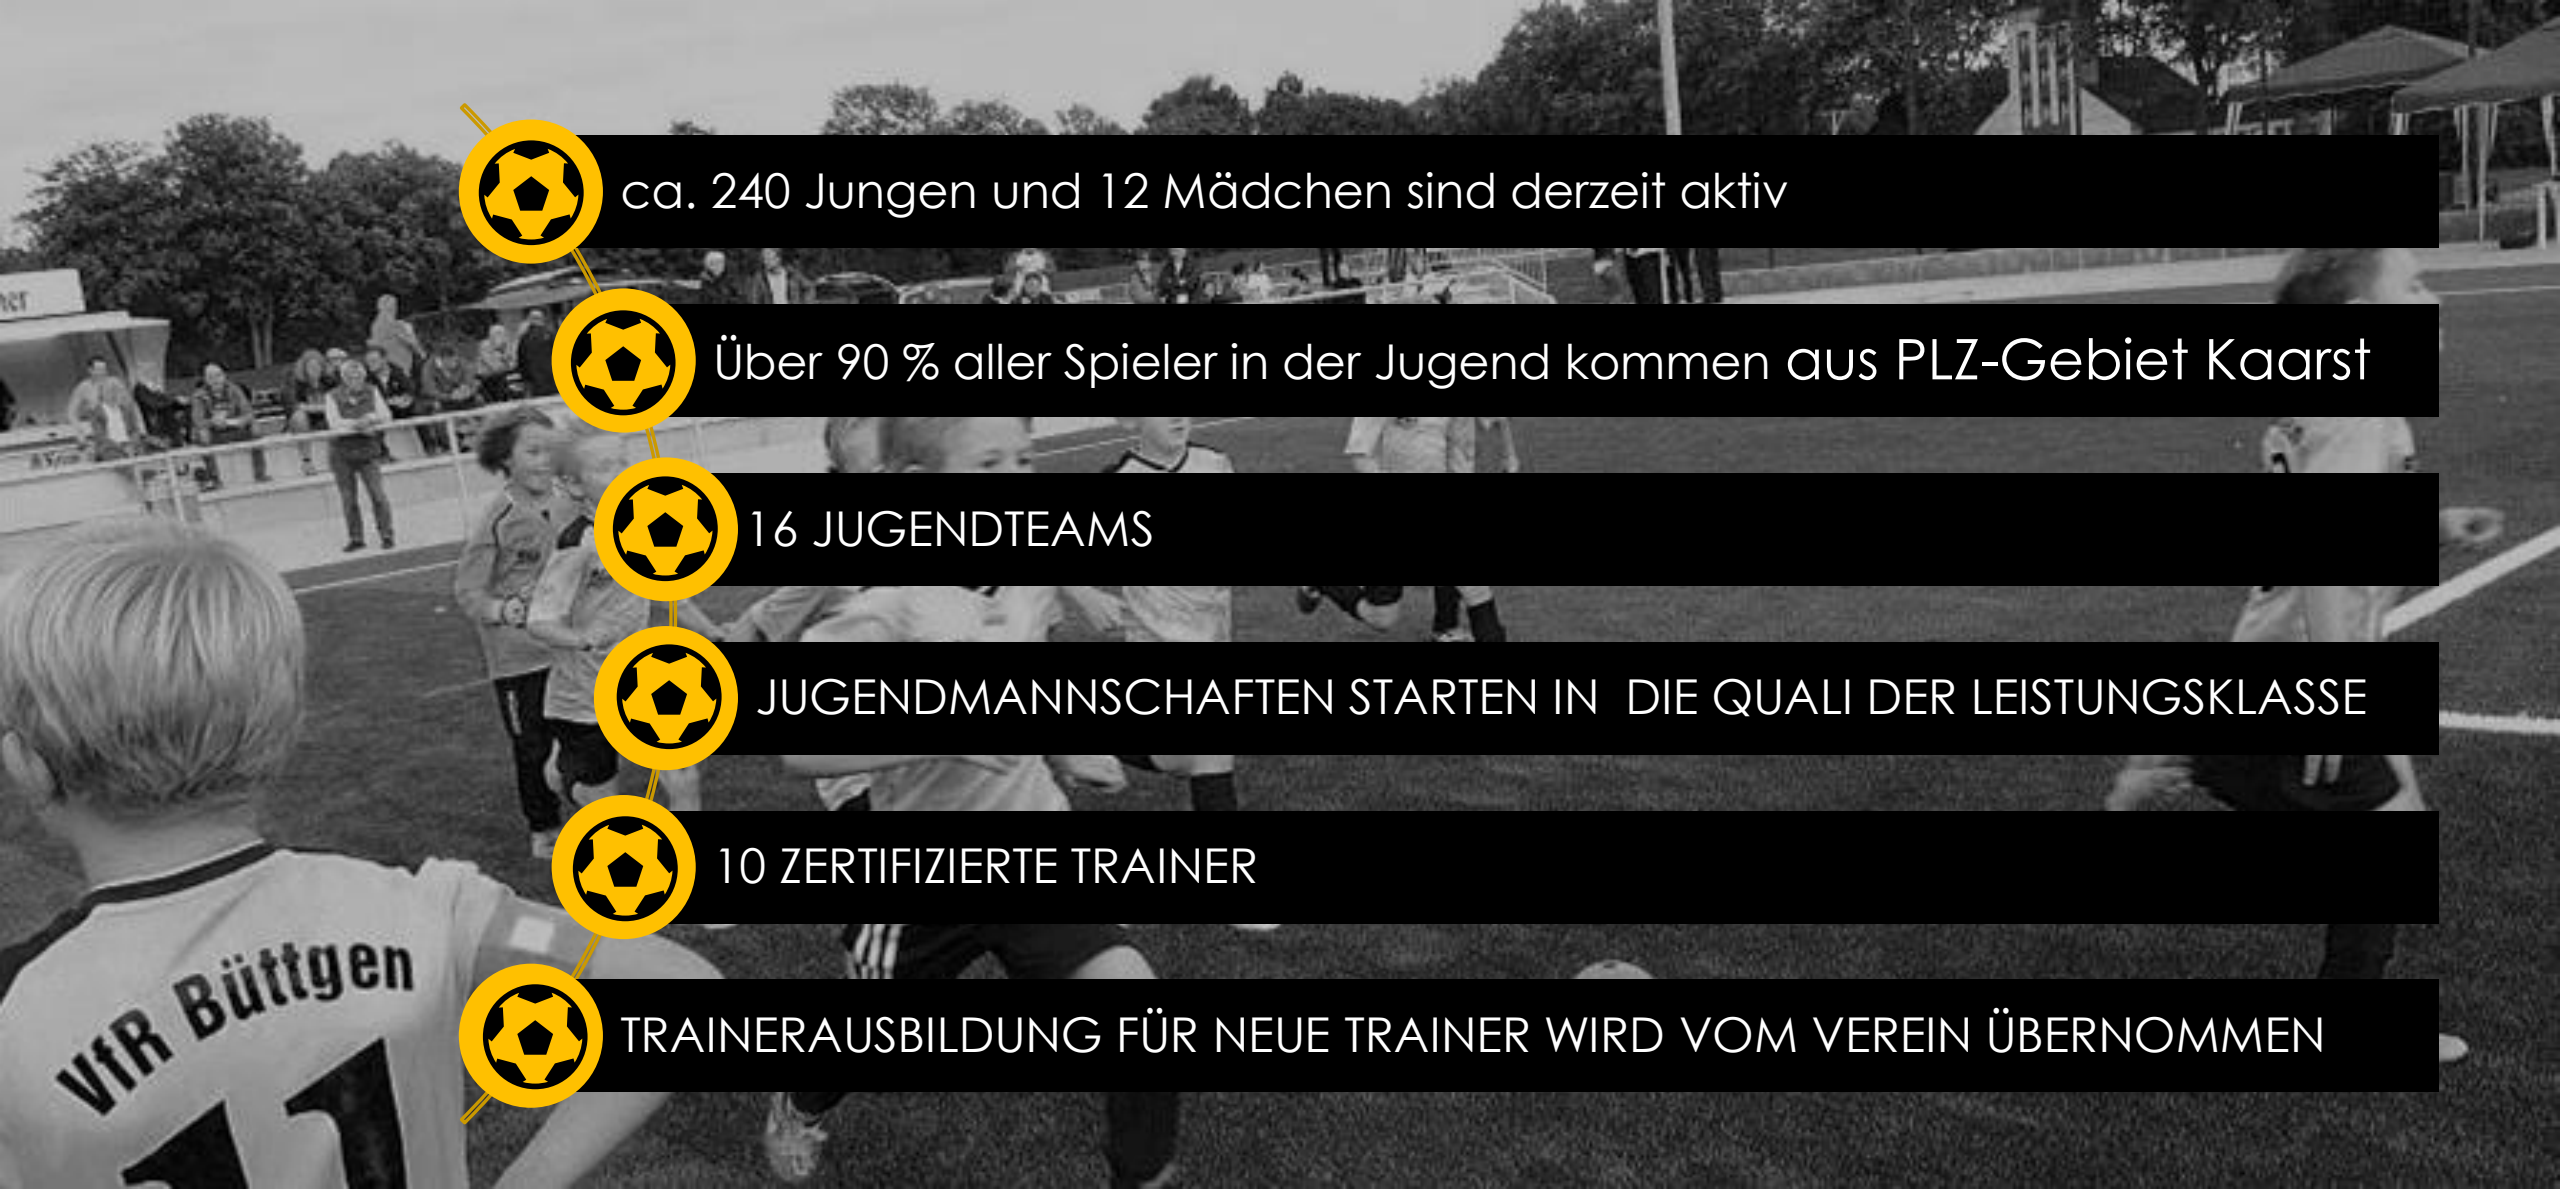 ca. 240 Jungen und 12 Mädchen sind derzeit aktiv
Über 90 % aller Spieler in der Jugend kommen aus PLZ-Gebiet Kaarst
16 JUGENDTEAMS
JUGENDMANNSCHAFTEN STARTEN IN  DIE QUALI DER LEISTUNGSKLASSE
10 ZERTIFIZIERTE TRAINER
TRAINERAUSBILDUNG FÜR NEUE TRAINER WIRD VOM VEREIN ÜBERNOMMEN
VfR Büttgen
11